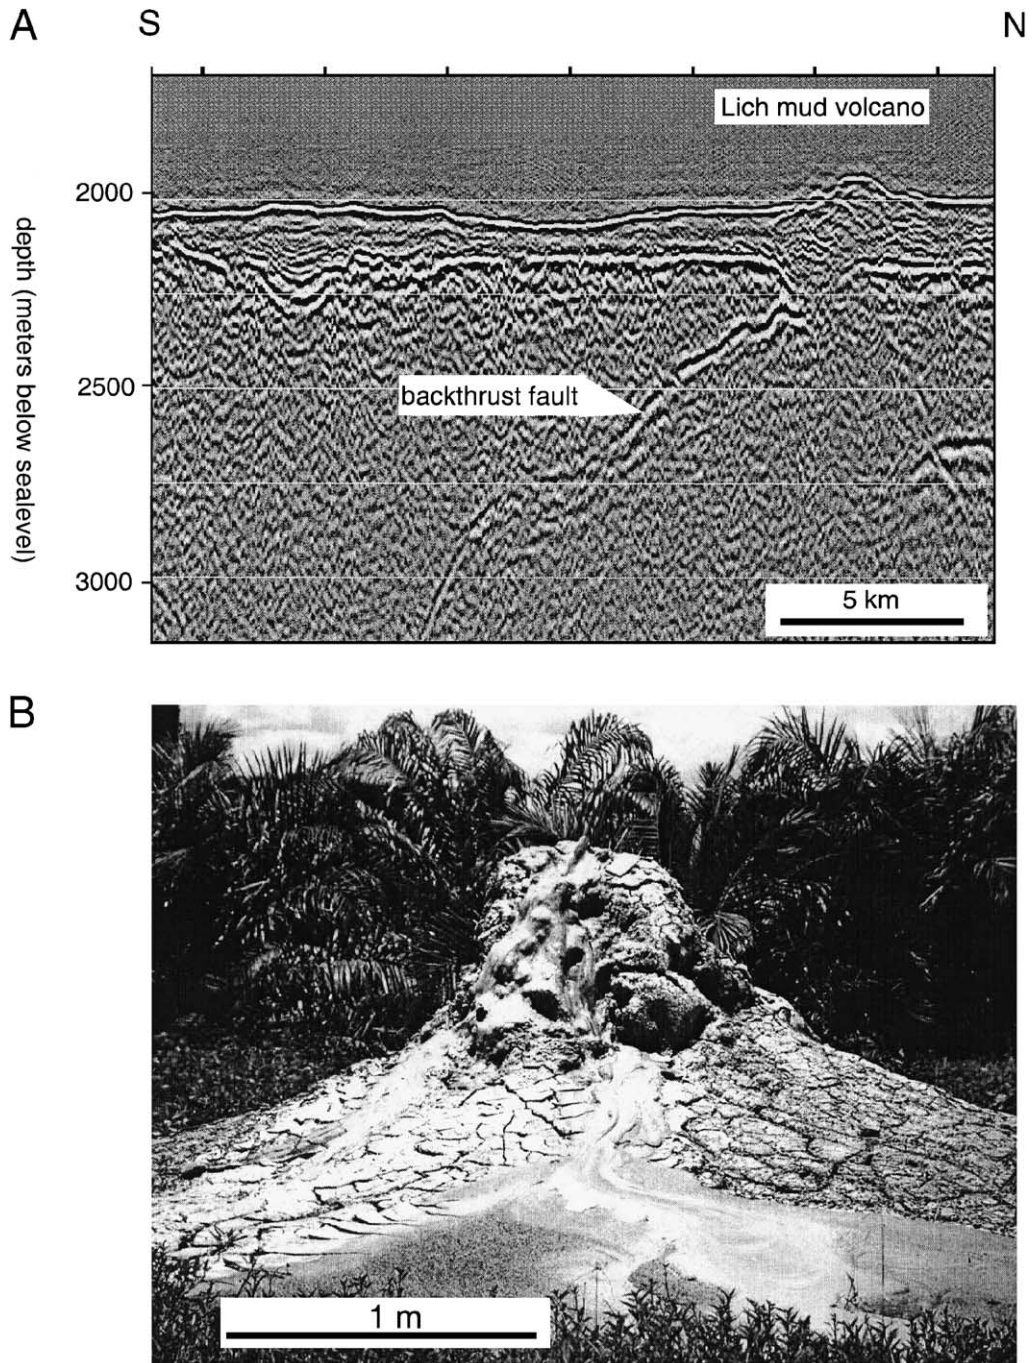 A
S
N
Lich mud volcano
2000
depth (meters below sealevel)
backthrust fault
2500
3000
5 km
B
1 m